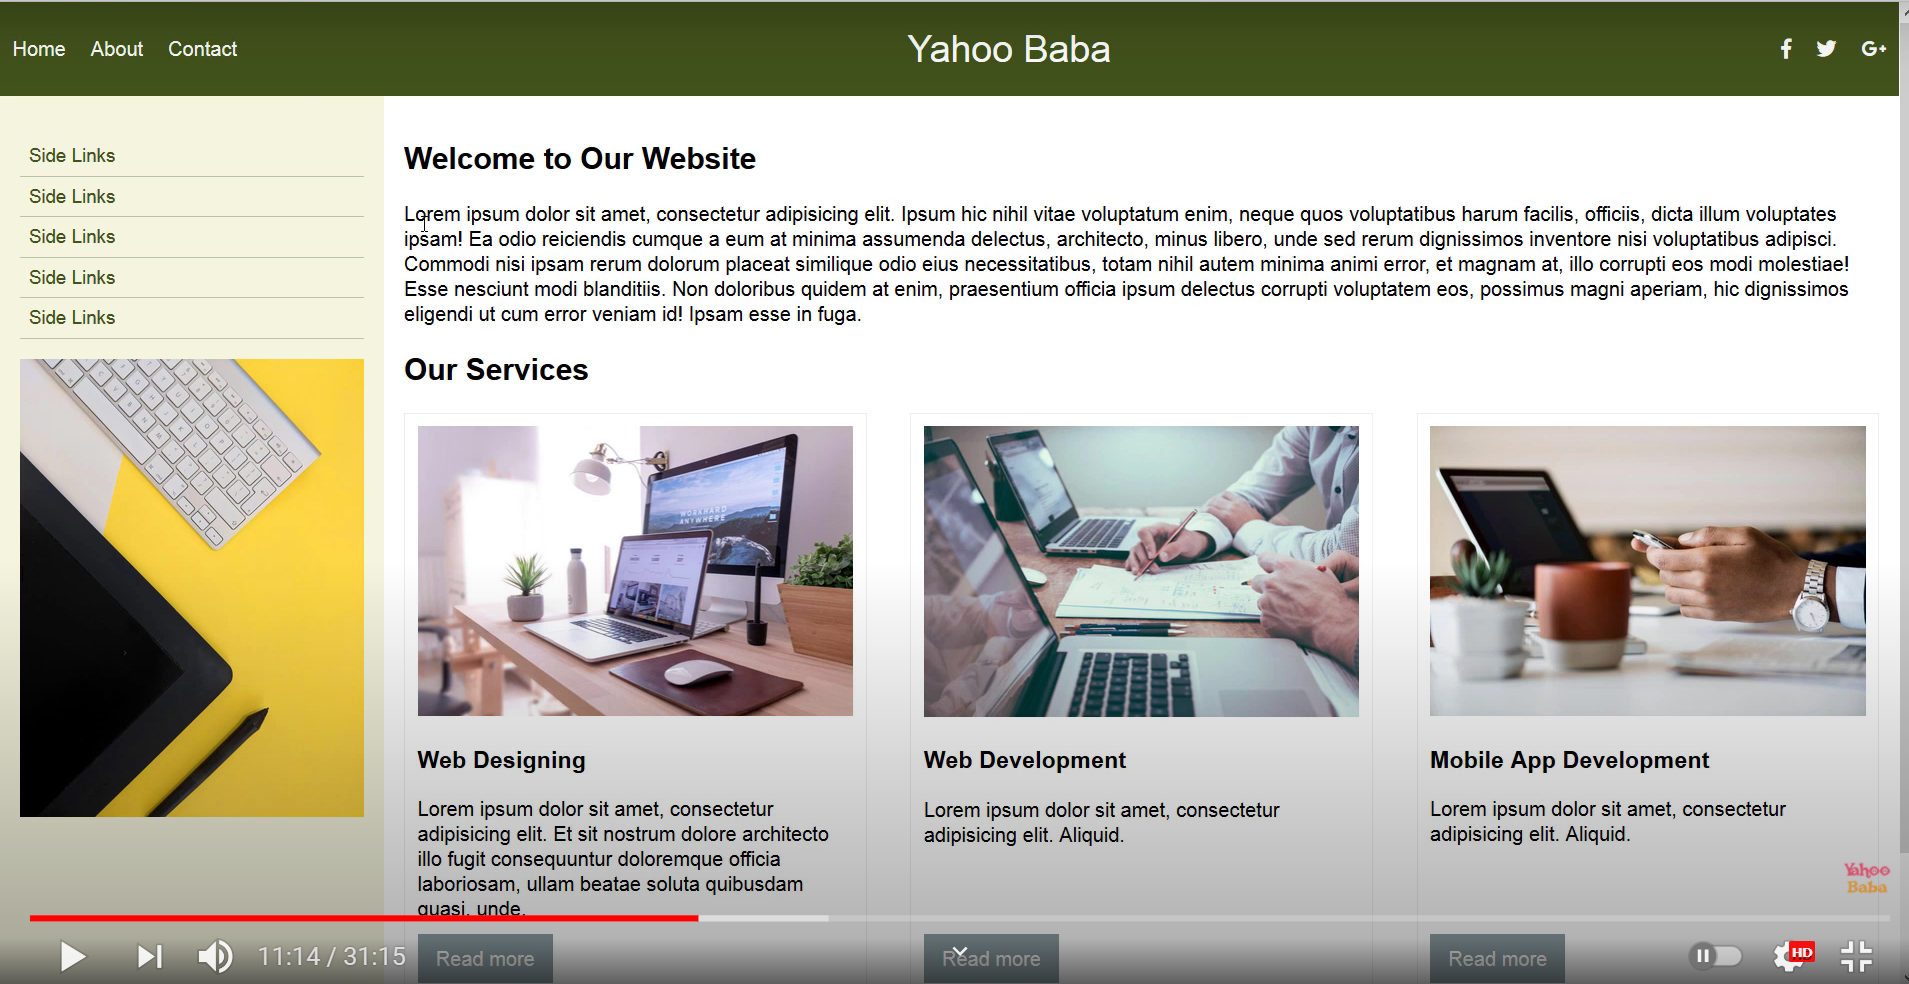 Home About Contact
Yahoo Baba
G+
Side Links
Side Links
Side Links
Side Links
Side Links
Welcome to Our Website
Lorem ipsum dolor sit amet, consectetur adipisicing elit. Ipsum hic nihil vitae voluptatum enim, neque quos voluptatibus harum facilis, officiis, dicta illum voluptates
ipsam! Ea odio reiciendis cumque a eum at minima assumenda delectus, architecto, minus libero, unde sed rerum dignissimos inventore nisi voluptatibus adipisci.
Commodi nisi ipsam rerum dolorum placeat similique odio eius necessitatibus, totam nihil autem minima animi error, et magnam at, illo corrupti eos modi molestiae!
Esse nesciunt modi blanditiis. Non doloribus quidem at enim, praesentium officia ipsum delectus corrupti voluptatem eos, possimus magni aperiam, hic dignissimos
eligendi ut cum error veniam id! Ipsam esse in fuga.
Our Services
WORKHARD
ANYWHERE
Web Designing
Lorem ipsum dolor sit amet, consectetur
adipisicing elit. Et sit nostrum dolore architecto
illo fugit consequuntur doloremque officia
laboriosam, ullam beatae soluta quibusdam
quasi, unde.
Read more
Web Development
Lorem ipsum dolor sit amet, consectetur
adipisicing elit. Aliquid.
Read more
Mobile App Development
Lorem ipsum dolor sit amet, consectetur
adipisicing elit. Aliquid.
Read more
Yahoo
Baba
11:14 / 31:15
HD